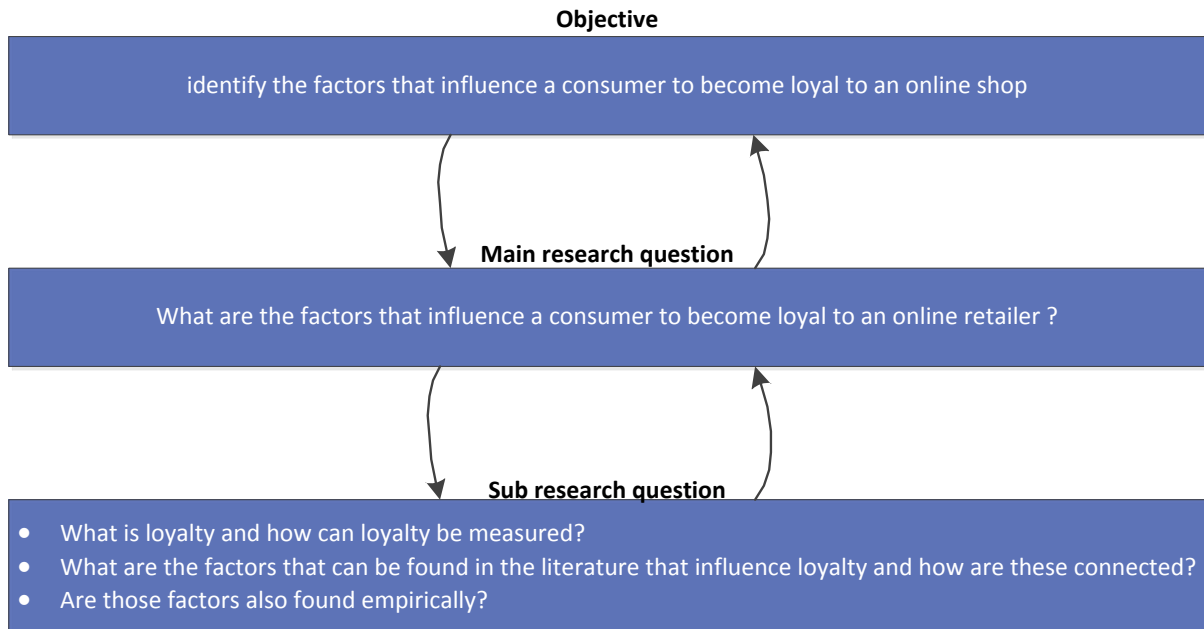 Objective
identify the factors that influence a consumer to become loyal to an online shop
Main research question
What are the factors that influence a consumer to become loyal to an online retailer ?
Sub research question
• What is loyalty and how can loyalty be measured?
• What are the factors that can be found in the literature that influence loyalty and how are these connected?
• Are those factors also found empirically?